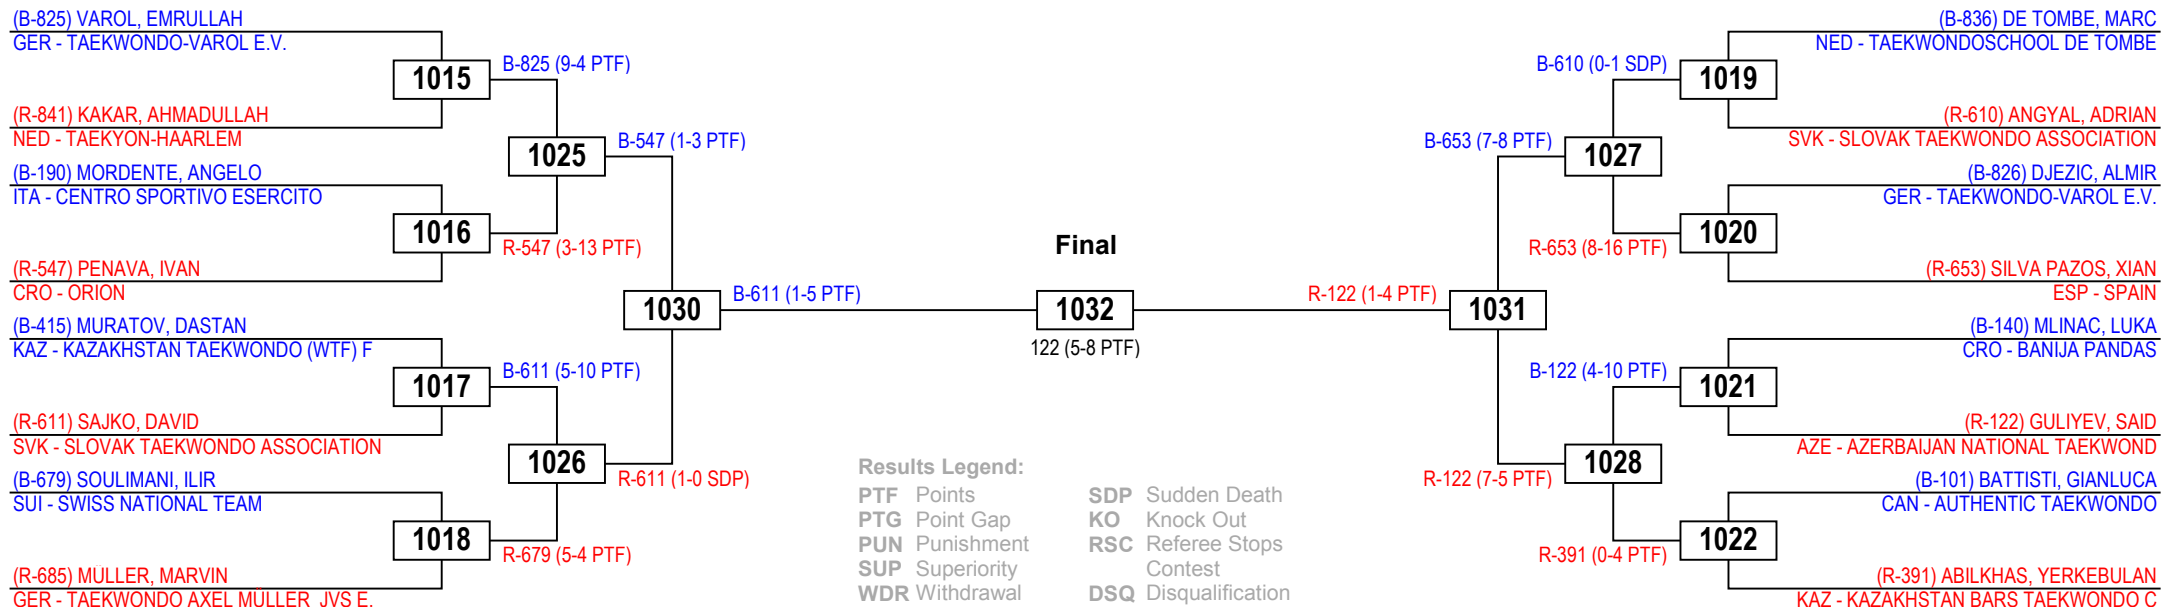 (B-825) VAROL, EMRULLAH
GER - TAEKWONDO-VAROL E.V.
1015
B-825 (9-4 PTF)
(R-841) KAKAR, AHMADULLAH
NED - TAEKYON-HAARLEM
1025
B-547 (1-3 PTF)
(B-190) MORDENTE, ANGELO
ITA - CENTRO SPORTIVO ESERCITO
1016
R-547 (3-13 PTF)
(R-547) PENAVA, IVAN
CRO - ORION
1030
B-611 (1-5 PTF)
(B-415) MURATOV, DASTAN
KAZ - KAZAKHSTAN TAEKWONDO (WTF) F
1017
B-611 (5-10 PTF)
(R-611) SAJKO, DAVID
SVK - SLOVAK TAEKWONDO ASSOCIATION
1026
R-611 (1-0 SDP)
(B-679) SOULIMANI, ILIR
SUI - SWISS NATIONAL TEAM
1018
R-679 (5-4 PTF)
(R-685) MÜLLER, MARVIN
GER - TAEKWONDO AXEL MÜLLER JVS E.
Final
1032
122 (5-8 PTF)
Results Legend:
PTF Points
PTG Point Gap
PUN Punishment
SUP Superiority
WDR Withdrawal
SDP Sudden Death
KO Knock Out
RSC Referee Stops
Contest
DSQ Disqualification
(B-836) DE TOMBE, MARC
NED - TAEKWONDOSCHOOL DE TOMBE
B-610 (0-1 SDP)
1019
(R-610) ANGYAL, ADRIAN
SVK - SLOVAK TAEKWONDO ASSOCIATION
B-653 (7-8 PTF)
1027
(B-826) DJEZIC, ALMIR
GER - TAEKWONDO-VAROL E.V.
R-653 (8-16 PTF)
1020
(R-653) SILVA PAZOS, XIAN
ESP - SPAIN
R-122 (1-4 PTF)
1031
(B-140) MLINAC, LUKA
CRO - BANIJA PANDAS
B-122 (4-10 PTF)
1021
(R-122) GULIYEV, SAID
AZE - AZERBAIJAN NATIONAL TAEKWOND
R-122 (7-5 PTF)
1028
(B-101) BATTISTI, GIANLUCA
CAN - AUTHENTIC TAEKWONDO
R-391 (0-4 PTF)
1022
(R-391) ABILKHAS, YERKEBULAN
KAZ - KAZAKHSTAN BARS TAEKWONDO C